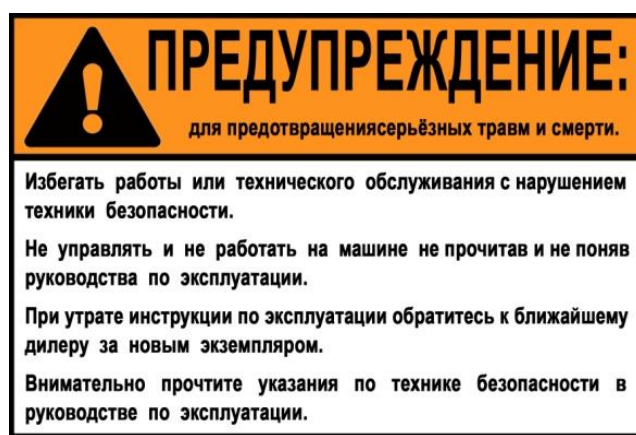 ПРЕДУПРЕЖДЕНИЕ:
для предотвращениясерьёзных травм и смерти.
Избегать работы или технического обслуживания с нарушением
техники безопасности.
Не управлять и не работать на машине не прочитав и не поняв
руководства по эксплуатации.
При утрате инструкции по эксплуатации обратитесь к ближайшему
дилеру за новым экземпляром.
Внимательно прочтите указания по технике безопасности в
руководстве по эксплуатации.